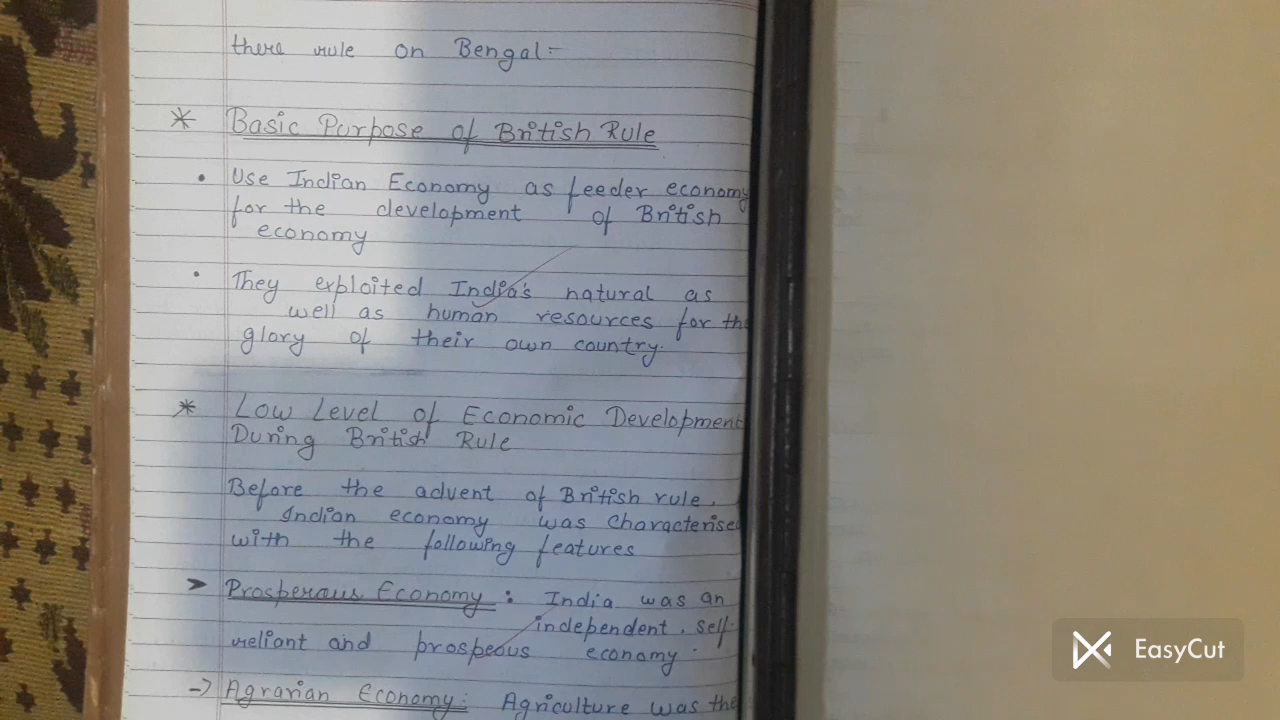 there rule on Bengal=
* Basic Purpose of British Rule
• Use Indian Economy as feeder economy
for the development of British
economy
• They exploited India's natural as
well as human resources for the
glory of their own country.
* Low Level of Economic Development
During British Rule
Before the advent of British rule,
Indian economy was characterised
with the following features
➤ Prosperous Economy: India was an
independent, self-
reliant and prospeous economy.
→ Agrarian Economy: Agriculture was the
EasyCut